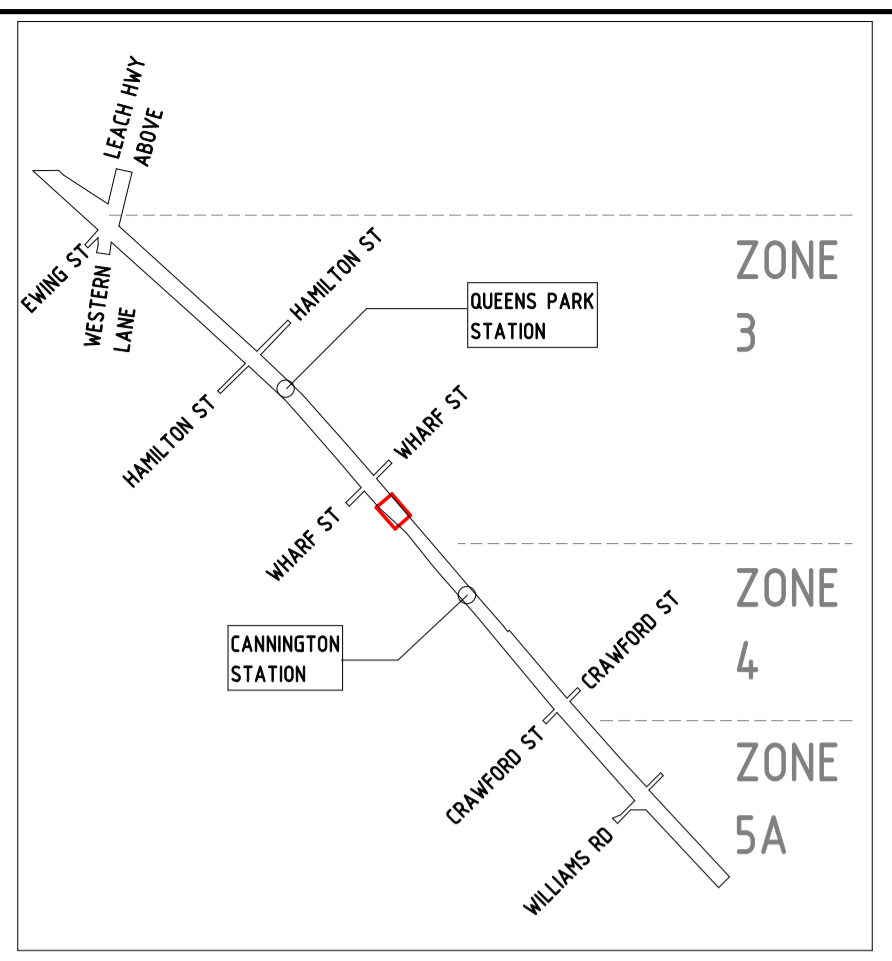 LEACH HWY
ABOVE
EWING ST
WESTERN
LANE
HAMILTON ST
ZONE
3
QUEENS PARK
STATION
HAMILTON ST
WHARF ST
WHARF ST
ZONE
4
CANNINGTON
STATION
CRAWFORD ST
CRAWFORD ST
ZONE
5A
WILLIAMS RD